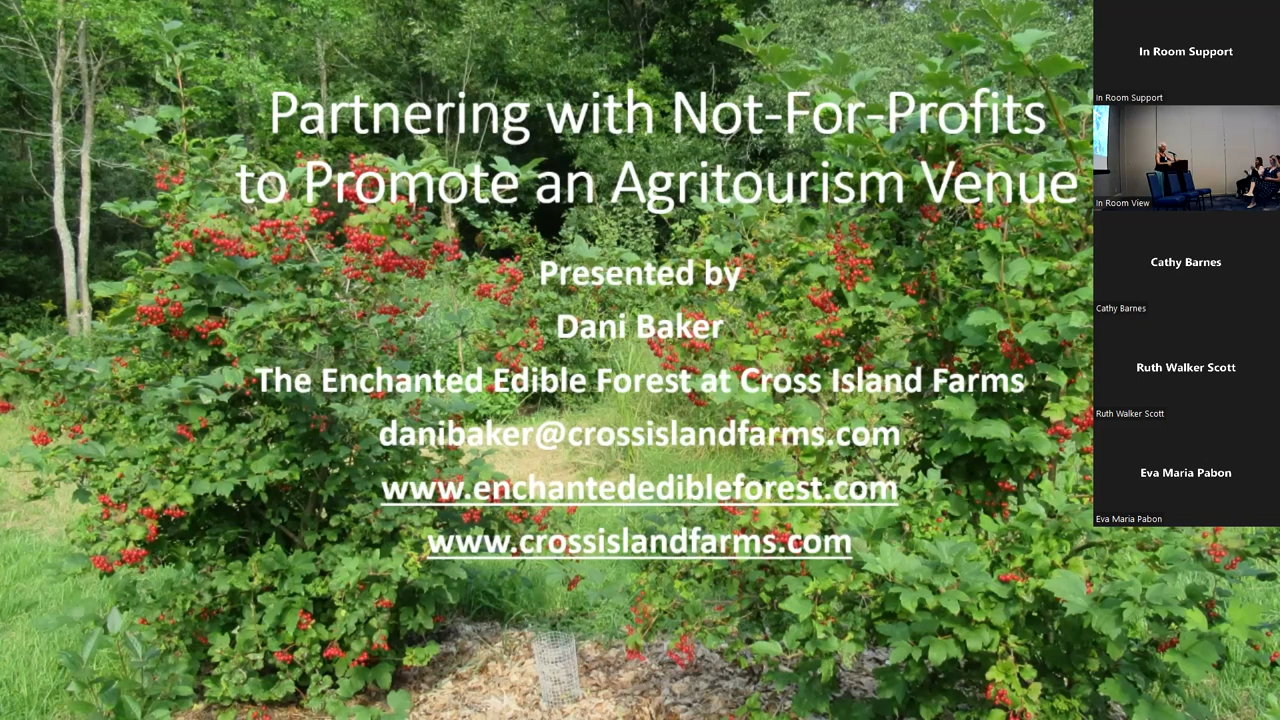 Partnering with Not-For-Profits
to Promote an Agritourism Venue
Presented by
Dani Baker
The Enchanted Edible Forest at Cross Island Farms
danibaker@crossislandfarms.com
www.enchantededibleforest.com
www.crossislandfarms.com
In Room Support
In Room Support
In Room View
Cathy Barnes
Cathy Barnes
Ruth Walker Scott
Ruth Walker Scott
Eva Maria Pabon
Eva Maria Pabon